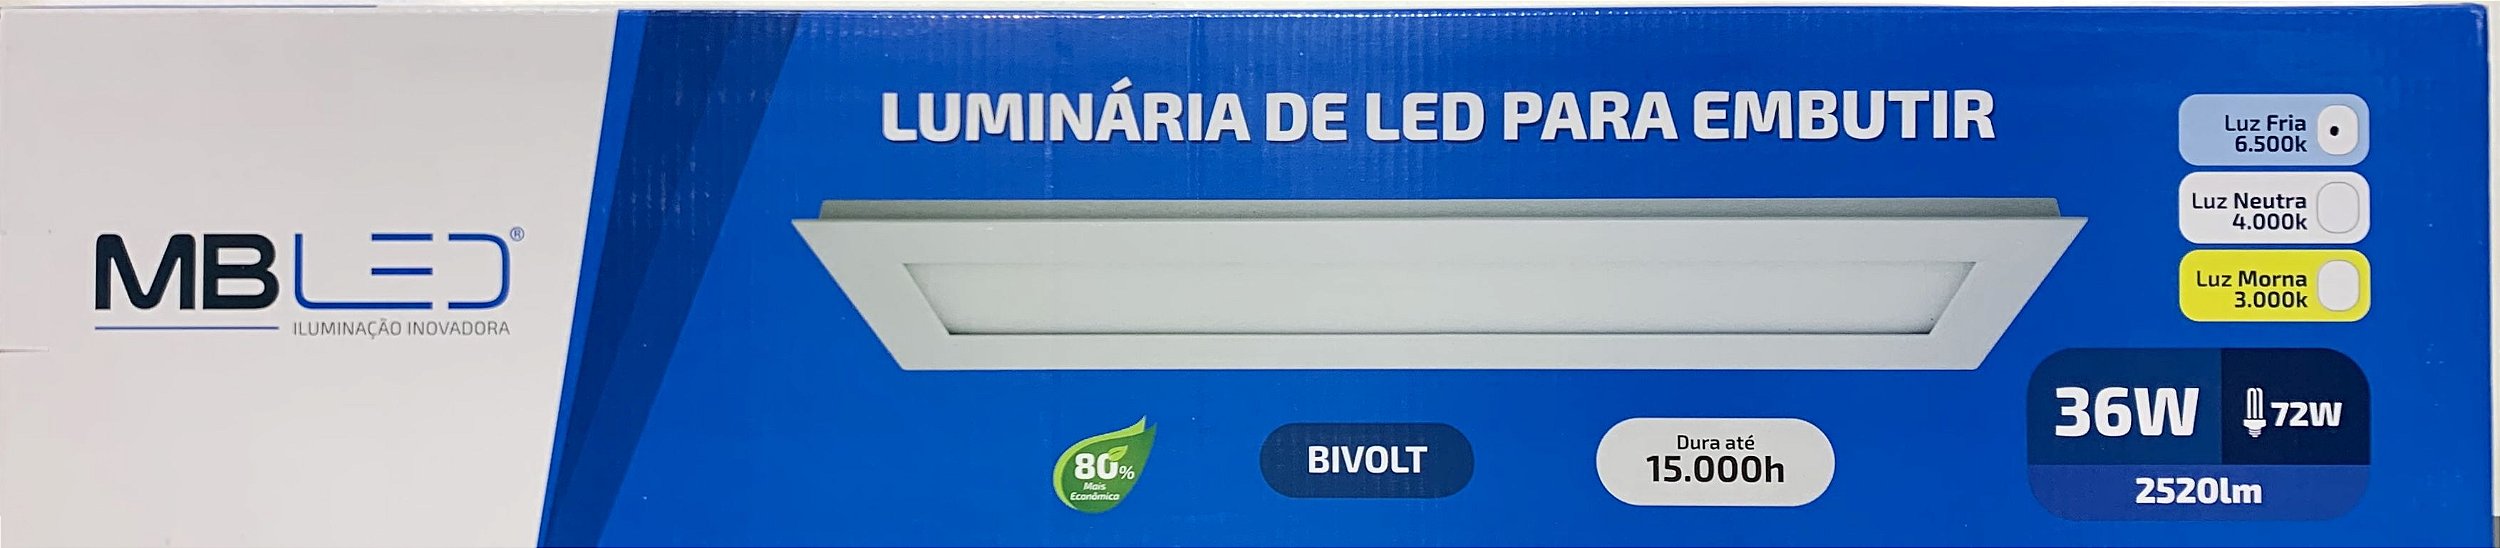 MBLED®
ILUMINAÇÃO INOVADORA
LUMINÁRIA DE LED PARA EMBUTIR
Luz Fria
6.500k
Luz Neutra
4.000k
Luz Morna
3.000k
80%
Mais
Econômica
BIVOLT
Dura até
15.000h
36W
72W
2520lm